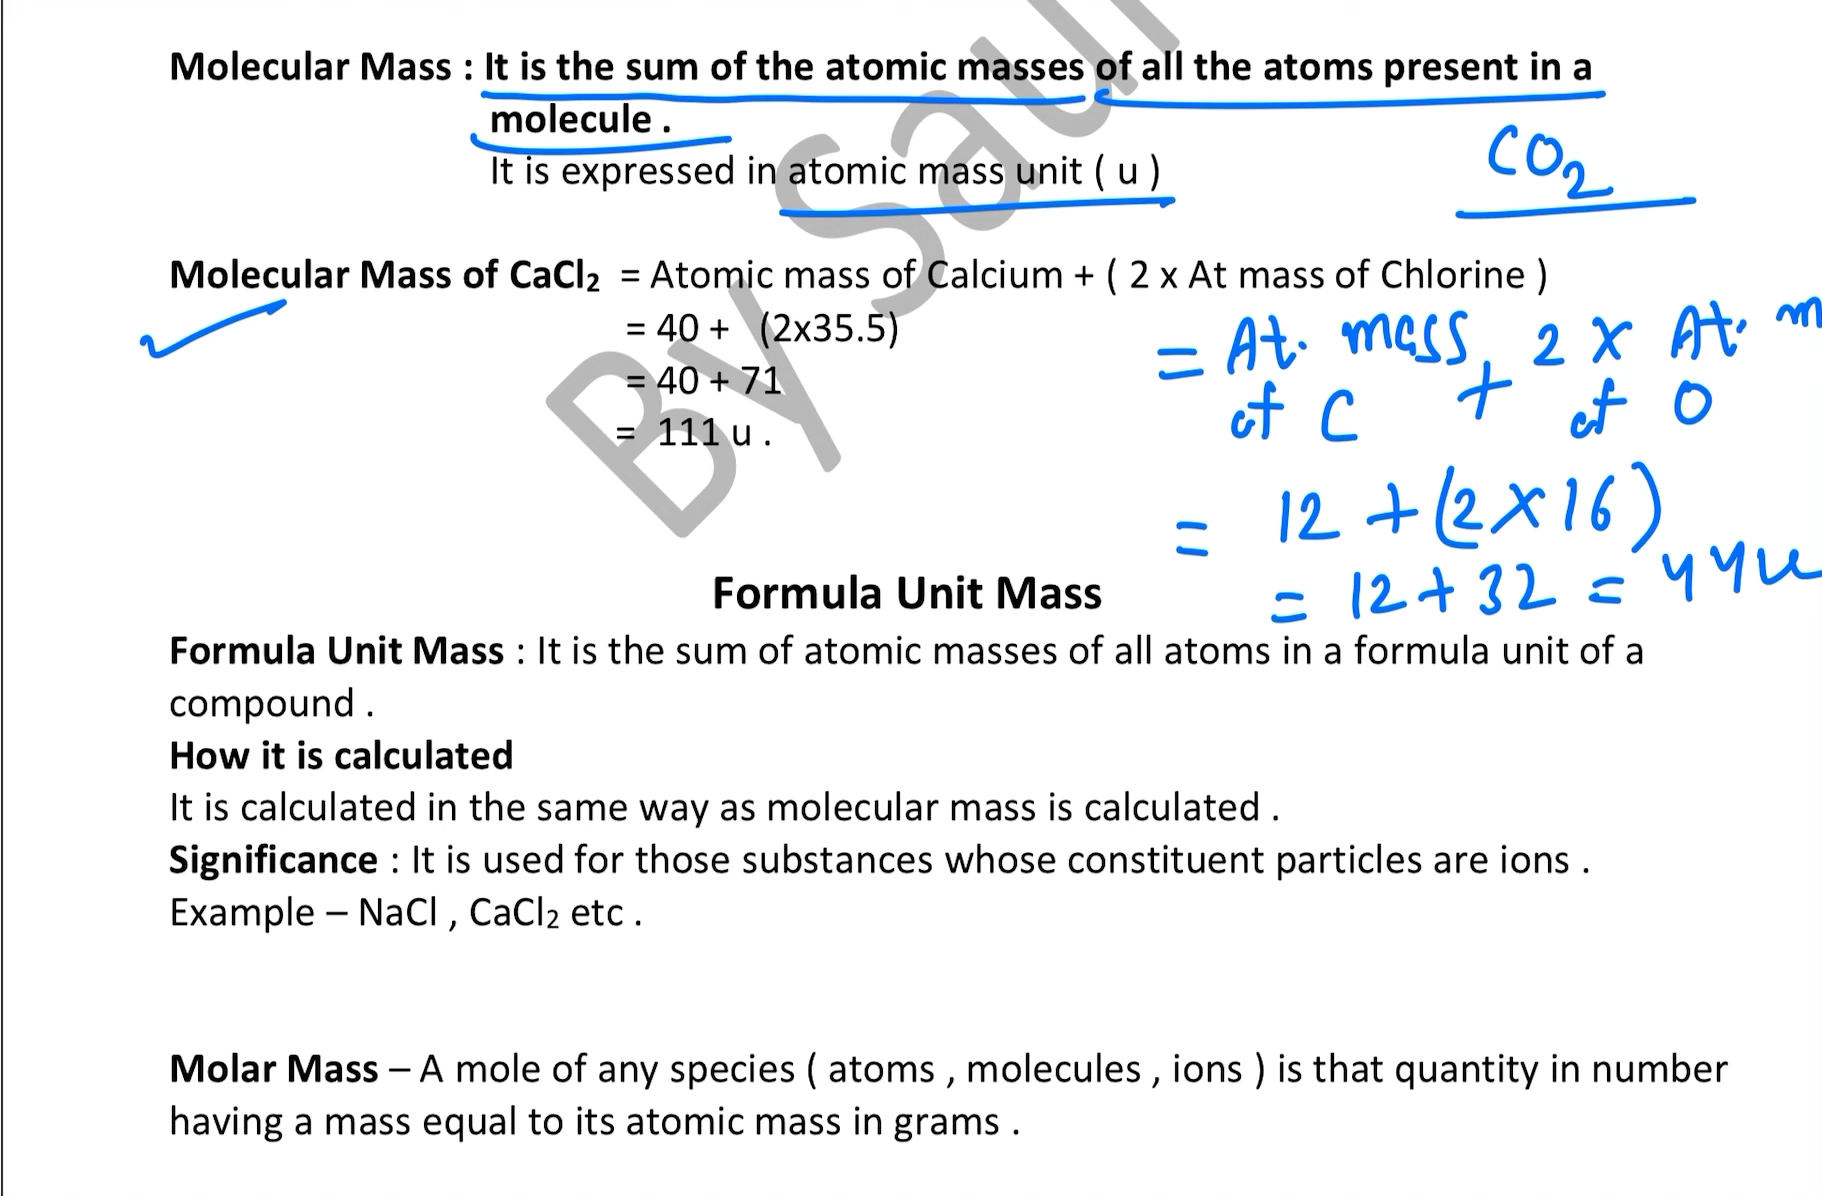 Molecular Mass : It is the sum of the atomic masses of all the atoms present in a
molecule .
It is expressed in atomic mass unit ( u )
CO₂
Molecular Mass of CaCl₂ = Atomic mass of Calcium + ( 2 x At mass of Chlorine )
= 40 + (2x35.5)
= 40 + 71
= 111 u .
= At. mass + 2 x At. m
of C of O
= 12 + (2x16)
= 12+32 = 44u
Formula Unit Mass
Formula Unit Mass : It is the sum of atomic masses of all atoms in a formula unit of a
compound .
How it is calculated
It is calculated in the same way as molecular mass is calculated .
Significance : It is used for those substances whose constituent particles are ions .
Example – NaCl , CaCl₂ etc .
Molar Mass – A mole of any species ( atoms , molecules , ions ) is that quantity in number
having a mass equal to its atomic mass in grams .
By